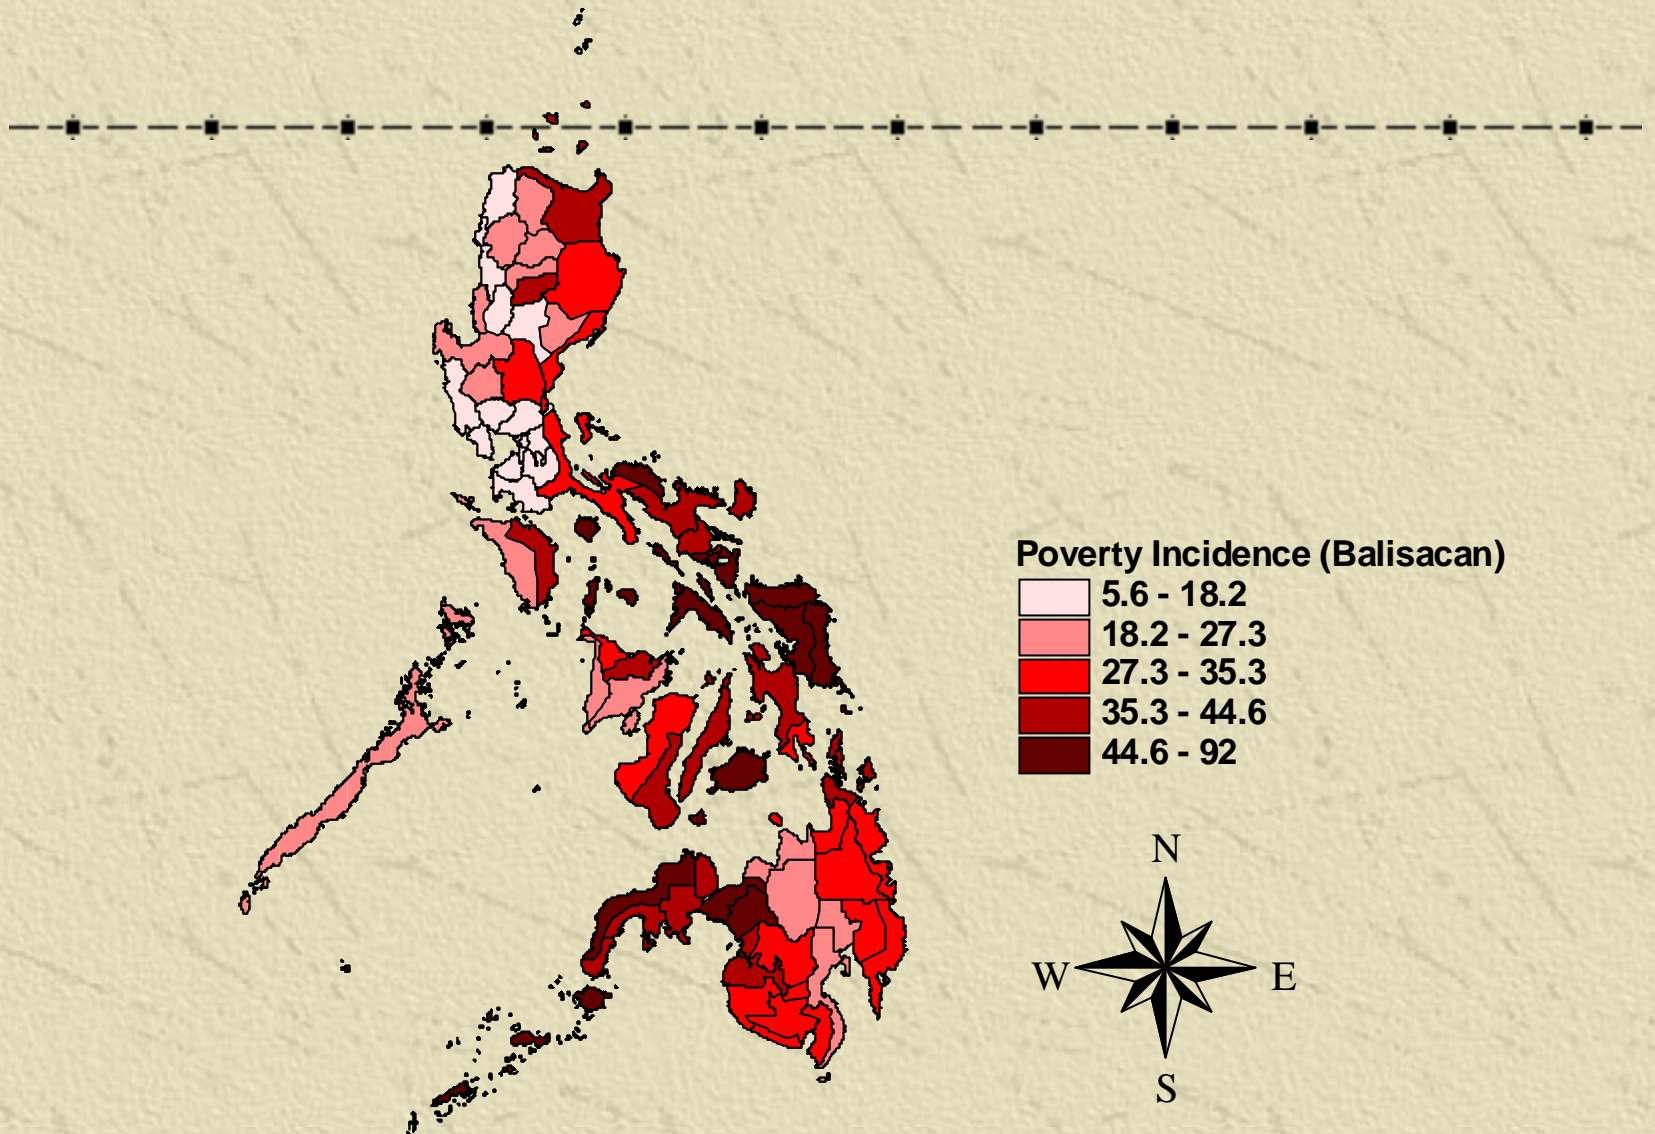 Poverty Incidence (Balisacan)
5.6 - 18.2
18.2 - 27.3
27.3 - 35.3
35.3 - 44.6
44.6 - 92
N
W E
S